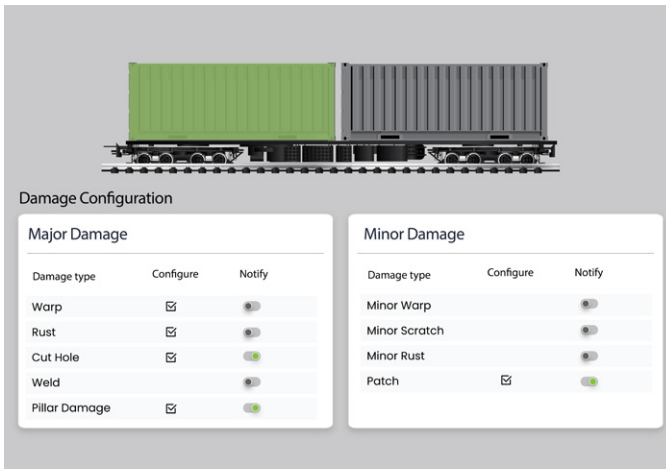 Damage Configuration
Major Damage
Damage type Configure Notify
Warp
Rust
Cut Hole
Weld
Pillar Damage
Minor Damage
Damage type Configure Notify
Minor Warp
Minor Scratch
Minor Rust
Patch